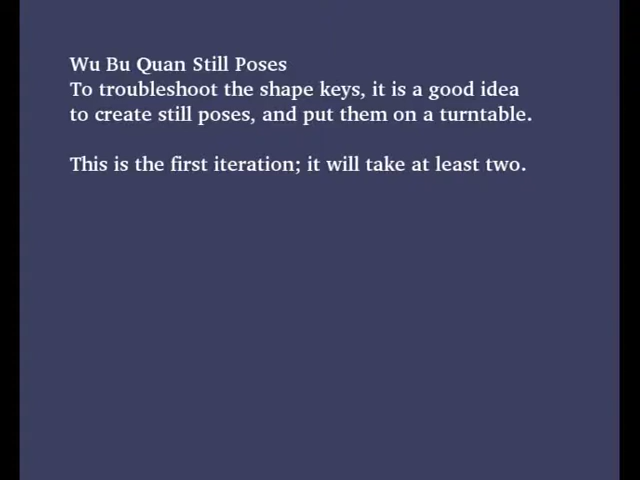 Wu Bu Quan Still Poses
To troubleshoot the shape keys, it is a good idea
to create still poses, and put them on a turntable.
This is the first iteration; it will take at least two.